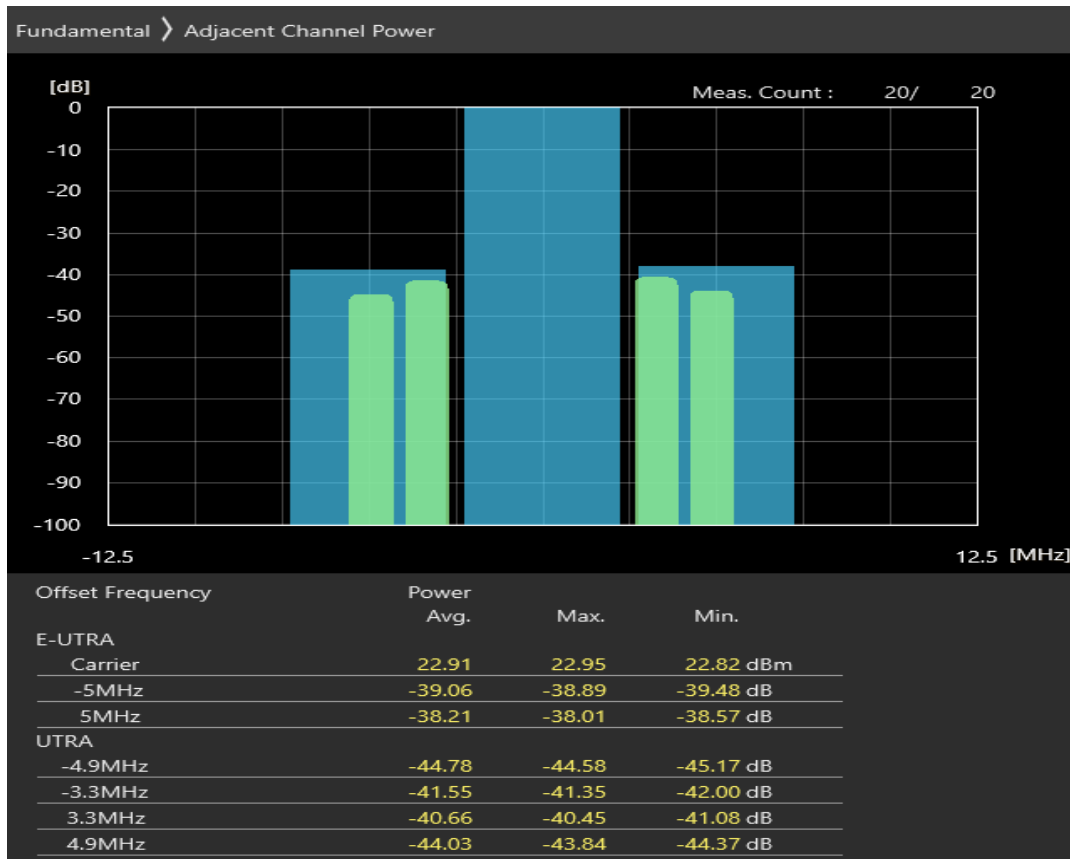 Fundamental ❯ Adjacent Channel Power
[dB]
Meas. Count : 20/ 20
0
-10
-20
-30
-40
-50
-60
-70
-80
-90
-100
-12.5 12.5 [MHz]
Offset Frequency Power
Avg. Max. Min.
E-UTRA
Carrier 22.91 22.95 22.82 dBm
-5MHz -39.06 -38.89 -39.48 dB
5MHz -38.21 -38.01 -38.57 dB
UTRA
-4.9MHz -44.78 -44.58 -45.17 dB
-3.3MHz -41.55 -41.35 -42.00 dB
3.3MHz -40.66 -40.45 -41.08 dB
4.9MHz -44.03 -43.84 -44.37 dB